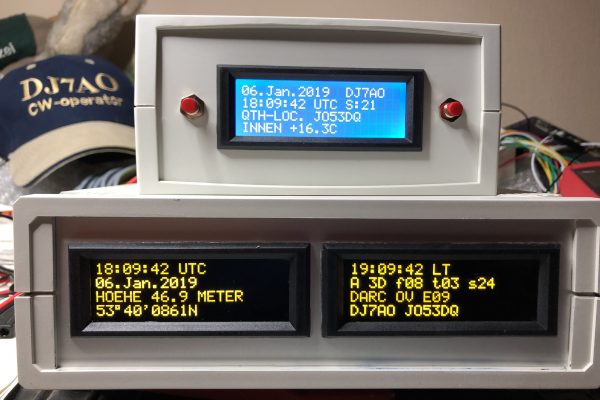 zei
DJ7AO
CW-operator
06.Jan.2019 DJ7AO
18:09:42 UTC S:21
QTH-LOC. JO53DQ
INNEN +16.3C
18:09:42 UTC
06.Jan.2019
HOEHE 46.9 METER
53°40'0861N
19:09:42 LT
A 3D f08 t03 s24
DARC OV E09
DJ7AO JO53DQ